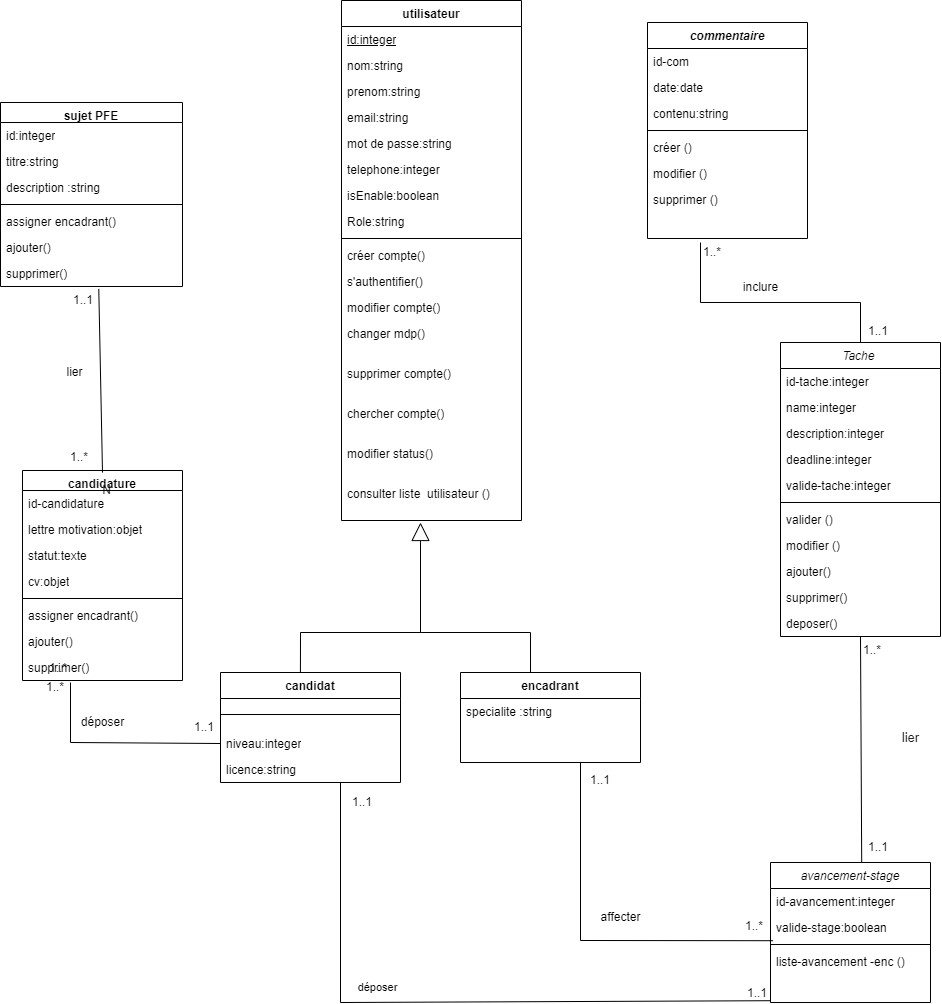 utilisateur
id:integer
nom:string
prenom:string
email:string
mot de passe:string
telephone:integer
isEnable:boolean
Role:string
créer compte()
s'authentifier()
modifier compte()
changer mdp()
supprimer compte()
chercher compte()
modifier status()
consulter liste  utilisateur ()
commentaire
id-com
date:date
contenu:string
créer ()
modifier ()
supprimer ()
1..*
inclure
1..1
sujet PFE
id:integer
titre:string
description :string
assigner encadrant()
ajouter()
supprimer()
1..1
lier
1..*
candidature
N
id-candidature
lettre motivation:objet
statut:texte
cv:objet
assigner encadrant()
ajouter()
supprimer()
1..*
1..*
déposer
1..1
Tache
id-tache:integer
name:integer
description:integer
deadline:integer
valide-tache:integer
valider ()
modifier ()
ajouter()
supprimer()
deposer()
1..*
lier
1..1
candidat
niveau:integer
licence:string
1..1
encadrant
specialite :string
1..1
affecter
1..*
avancement-stage
id-avancement:integer
valide-stage:boolean
liste-avancement -enc ()
déposer
1..1